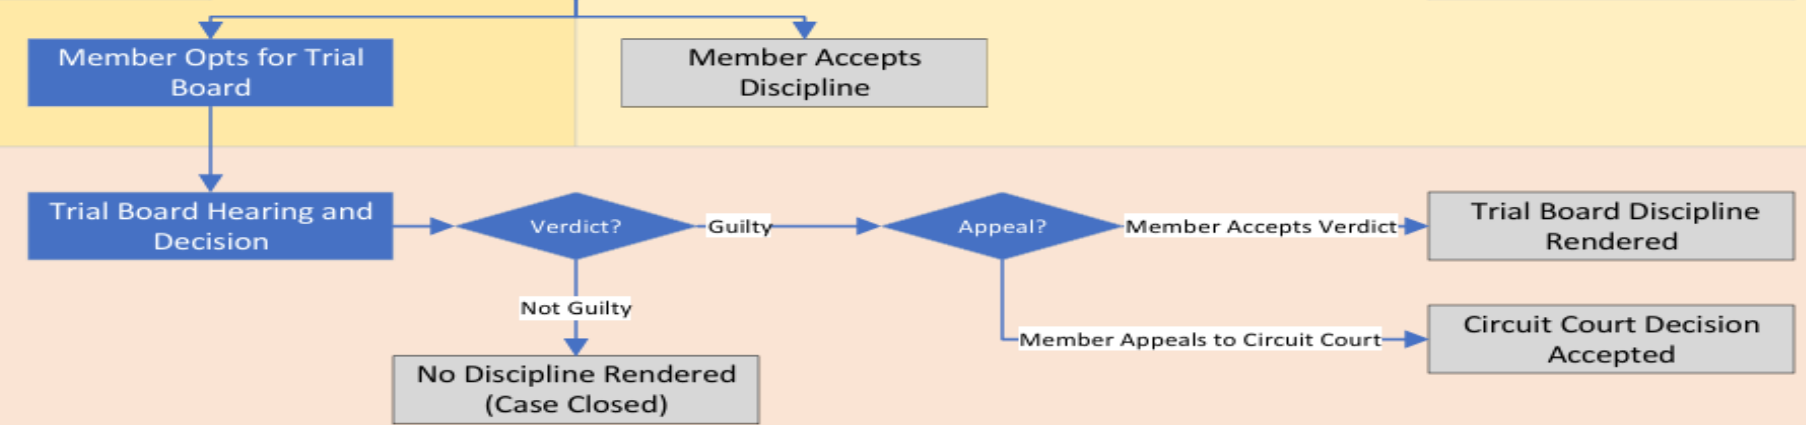 Member Opts for Trial
Board
Member Accepts
Discipline
Trial Board Hearing and
Decision
Verdict?
Guilty
Appeal?
Member Accepts Verdict
Trial Board Discipline
Rendered
Not Guilty
Member Appeals to Circuit Court
Circuit Court Decision
Accepted
No Discipline Rendered
(Case Closed)